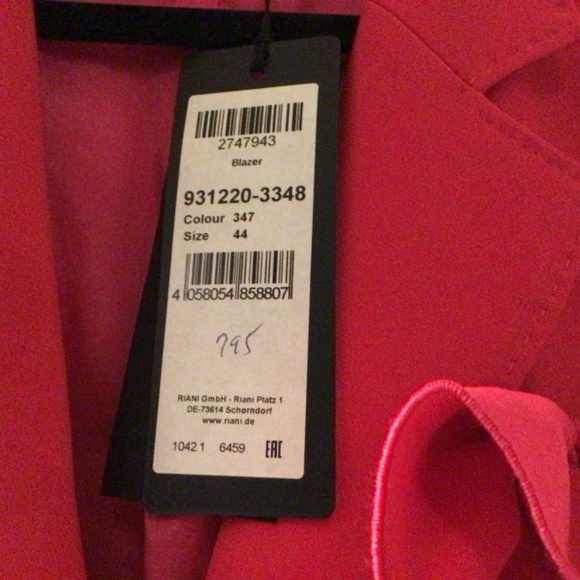 2747943
Blazer
931220-3348
Colour 347
Size 44
4 058054 858807
795
RIANI GmbH - Riani Platz 1
DE-73614 Schorndorf
www.riani.de
1042 1 6459 EAC